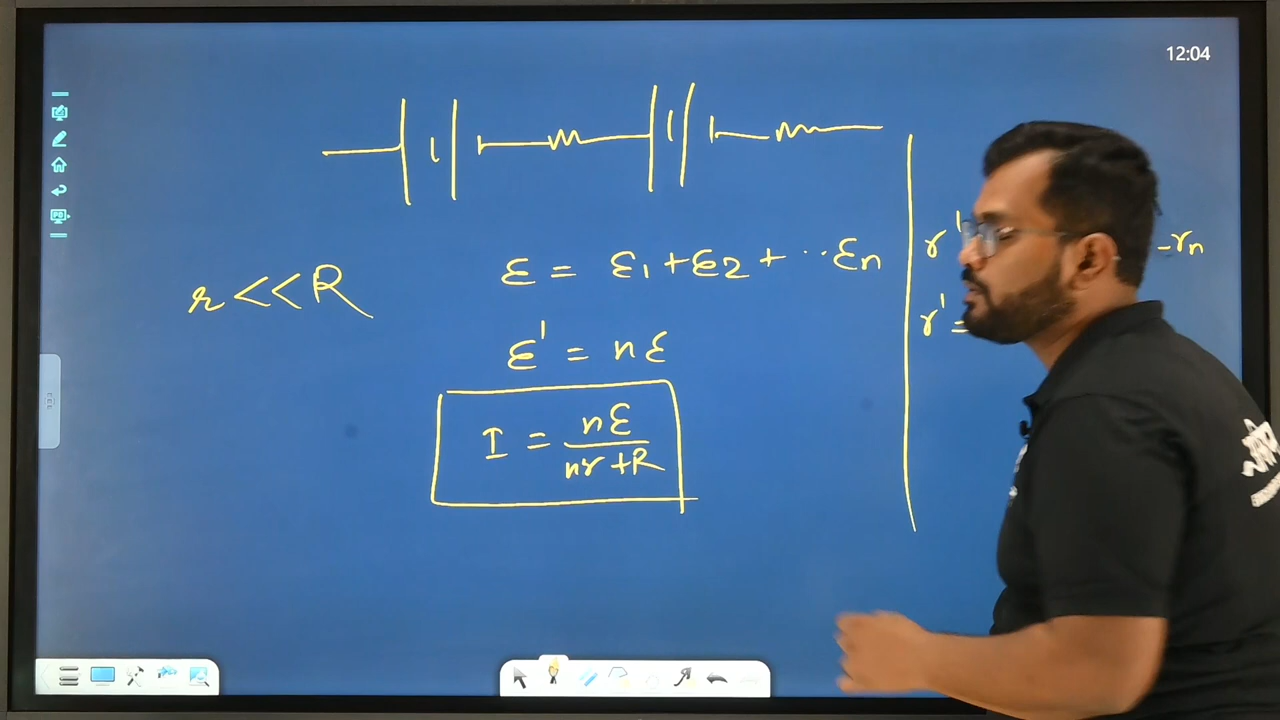 12:04
r<<R
ε = ε1 + ε2 + ··εn
ε' = nε
I = nε / nr + R
r' -rn
r' =